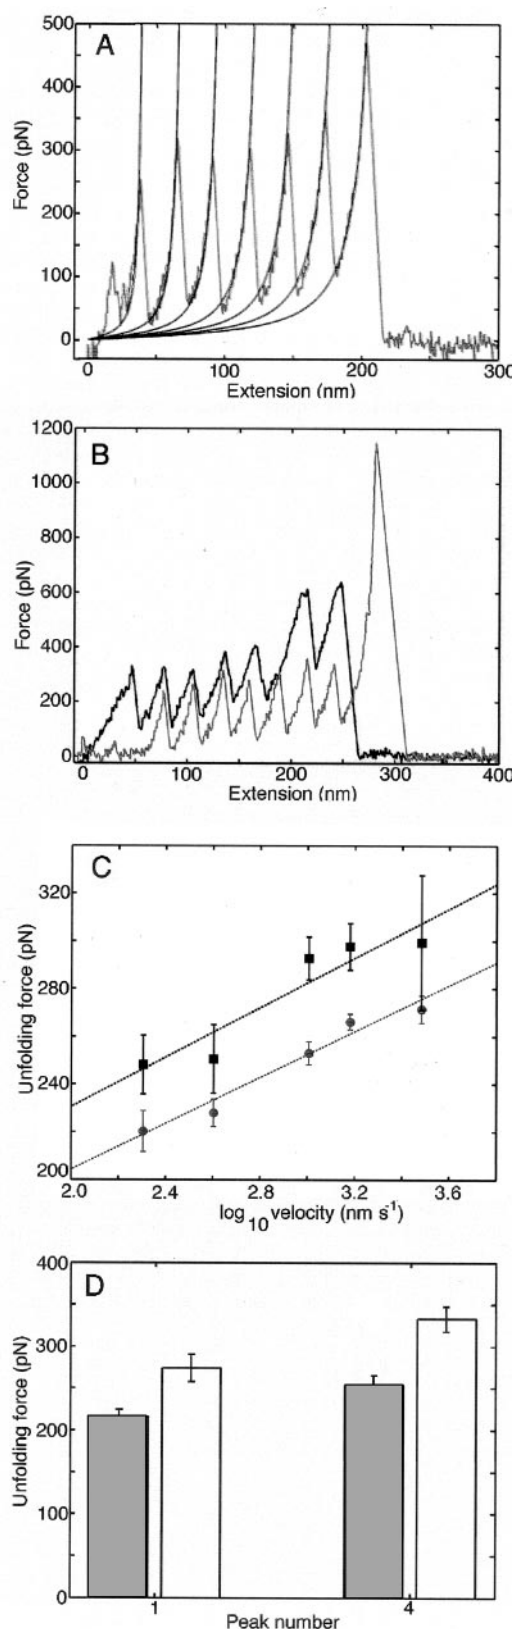 A
500
400
300
200
100
0
Force (pN)
0 100 200 300
Extension (nm)
B
1200
1000
800
600
400
200
0
Force (pN)
0 100 200 300 400
Extension (nm)
C
320
280
240
200
Unfolding force (pN)
2.0 2.4 2.8 3.2 3.6
log10 velocity (nm s-1)
D
400
300
200
100
0
Unfolding force (pN)
1 4
Peak number